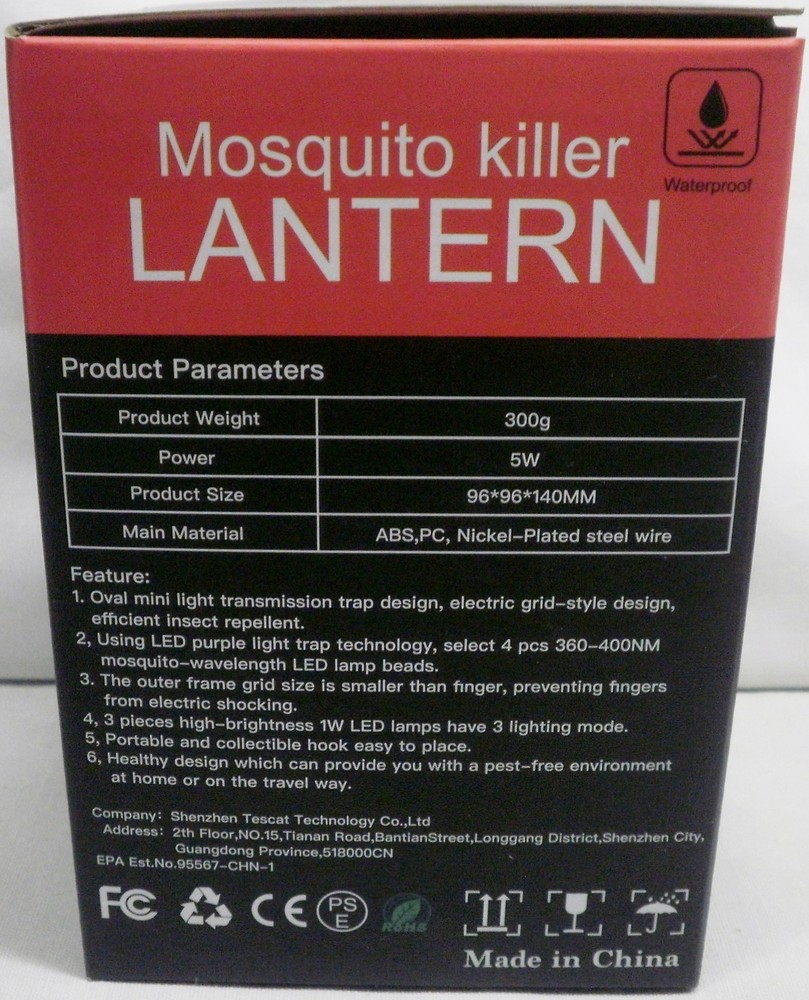 Mosquito killer
LANTERN
Waterproof
Product Parameters
Product Weight 300g
Power 5W
Product Size 96*96*140MM
Main Material ABS,PC, Nickel-Plated steel wire
Feature:
1. Oval mini light transmission trap design, electric grid-style design,
efficient insect repellent.
2, Using LED purple light trap technology, select 4 pcs 360-400NM
mosquito-wavelength LED lamp beads.
3. The outer frame grid size is smaller than finger, preventing fingers
from electric shocking.
4, 3 pieces high-brightness 1W LED lamps have 3 lighting mode.
5, Portable and collectible hook easy to place.
6, Healthy design which can provide you with a pest-free environment
at home or on the travel way.
Company: Shenzhen Tescat Technology Co.,Ltd
Address: 2th Floor,NO.15,Tianan Road,BantianStreet,Longgang District,Shenzhen City,
Guangdong Province,518000CN
EPA Est.No.95567-CHN-1
FC CE PS E RoHS
Made in China